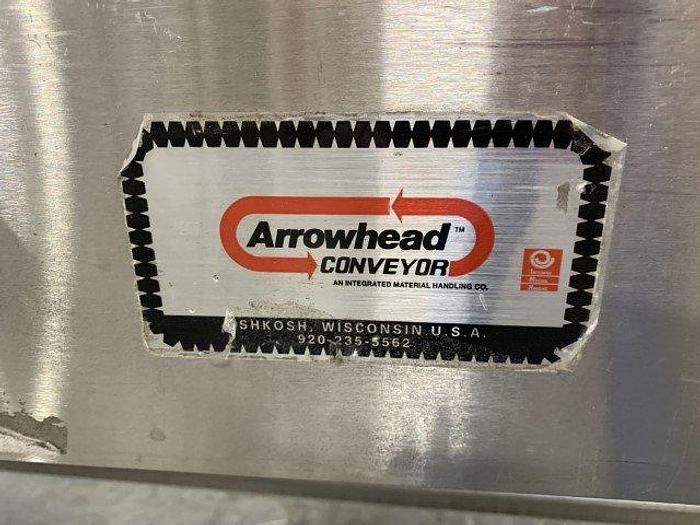 Arrowhead™
CONVEYOR
AN INTEGRATED MATERIAL HANDLING CO.
SHKOSH, WISCONSIN U.S.A.
920-235-5562